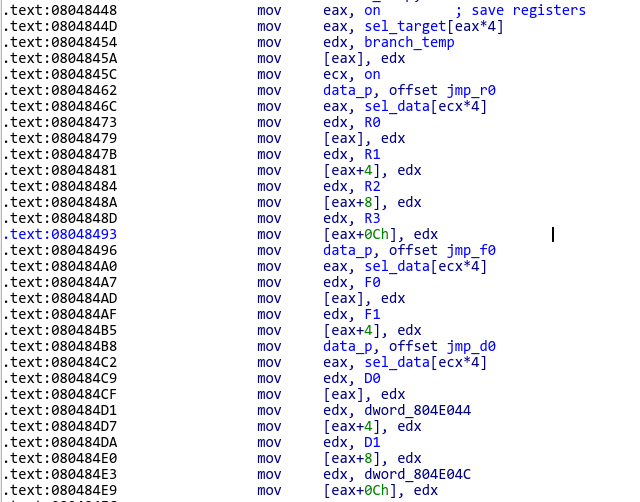 .text:08048448 mov eax, on ; save registers
.text:0804844D mov eax, sel_target[eax*4]
.text:08048454 mov edx, branch_temp
.text:0804845A mov [eax], edx
.text:0804845C mov ecx, on
.text:08048462 mov data_p, offset jmp_r0
.text:0804846C mov eax, sel_data[ecx*4]
.text:08048473 mov edx, R0
.text:08048479 mov [eax], edx
.text:0804847B mov edx, R1
.text:08048481 mov [eax+4], edx
.text:08048484 mov edx, R2
.text:0804848A mov [eax+8], edx
.text:0804848D mov edx, R3
.text:08048493 mov [eax+0Ch], edx
.text:08048496 mov data_p, offset jmp_f0
.text:080484A0 mov eax, sel_data[ecx*4]
.text:080484A7 mov edx, F0
.text:080484AD mov [eax], edx
.text:080484AF mov edx, F1
.text:080484B5 mov [eax+4], edx
.text:080484B8 mov data_p, offset jmp_d0
.text:080484C2 mov eax, sel_data[ecx*4]
.text:080484C9 mov edx, D0
.text:080484CF mov [eax], edx
.text:080484D1 mov edx, dword_804E044
.text:080484D7 mov [eax+4], edx
.text:080484DA mov edx, D1
.text:080484E0 mov [eax+8], edx
.text:080484E3 mov edx, dword_804E04C
.text:080484E9 mov [eax+0Ch], edx